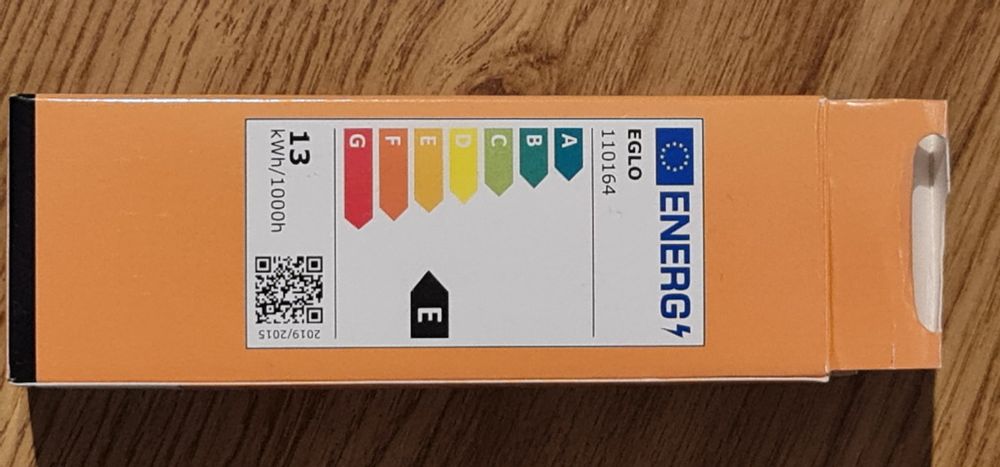 ENERG
EGLO
110164
A
B
C
D
E
F
G
E
13
kWh/1000h
2019/2015